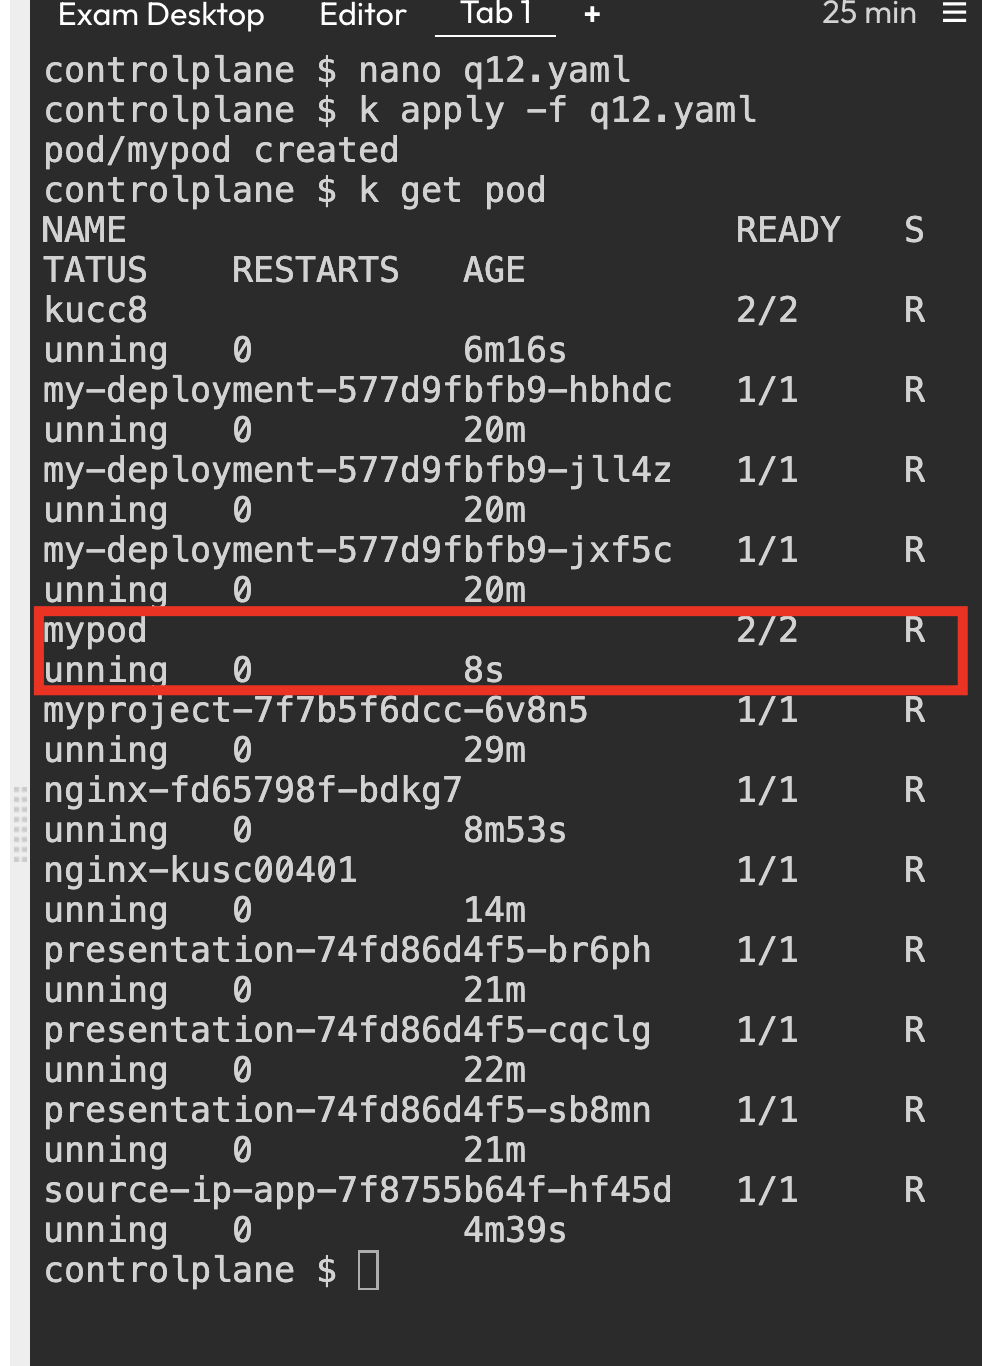 Exam Desktop Editor Tab 1 + 25 min
controlplane $ nano q12.yaml
controlplane $ k apply -f q12.yaml
pod/mypod created
controlplane $ k get pod
NAME READY S
TATUS RESTARTS AGE
kucc8 2/2 R
unning 0 6m16s
my-deployment-577d9fbfb9-hbhdc 1/1 R
unning 0 20m
my-deployment-577d9fbfb9-jll4z 1/1 R
unning 0 20m
my-deployment-577d9fbfb9-jxf5c 1/1 R
unning 0 20m
mypod 2/2 R
unning 0 8s
myproject-7f7b5f6dcc-6v8n5 1/1 R
unning 0 29m
nginx-fd65798f-bdkg7 1/1 R
unning 0 8m53s
nginx-kusc00401 1/1 R
unning 0 14m
presentation-74fd86d4f5-br6ph 1/1 R
unning 0 21m
presentation-74fd86d4f5-cqclg 1/1 R
unning 0 22m
presentation-74fd86d4f5-sb8mn 1/1 R
unning 0 21m
source-ip-app-7f8755b64f-hf45d 1/1 R
unning 0 4m39s
controlplane $